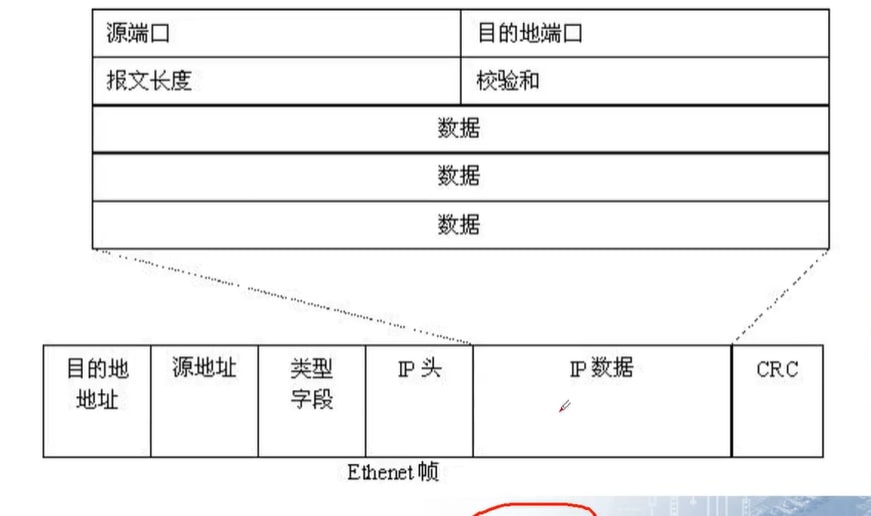 源端口
目的地端口
报文长度
校验和
数据
数据
数据
目的地
地址
源地址
类型
字段
IP 头
IP 数据
CRC
Ethenet 帧